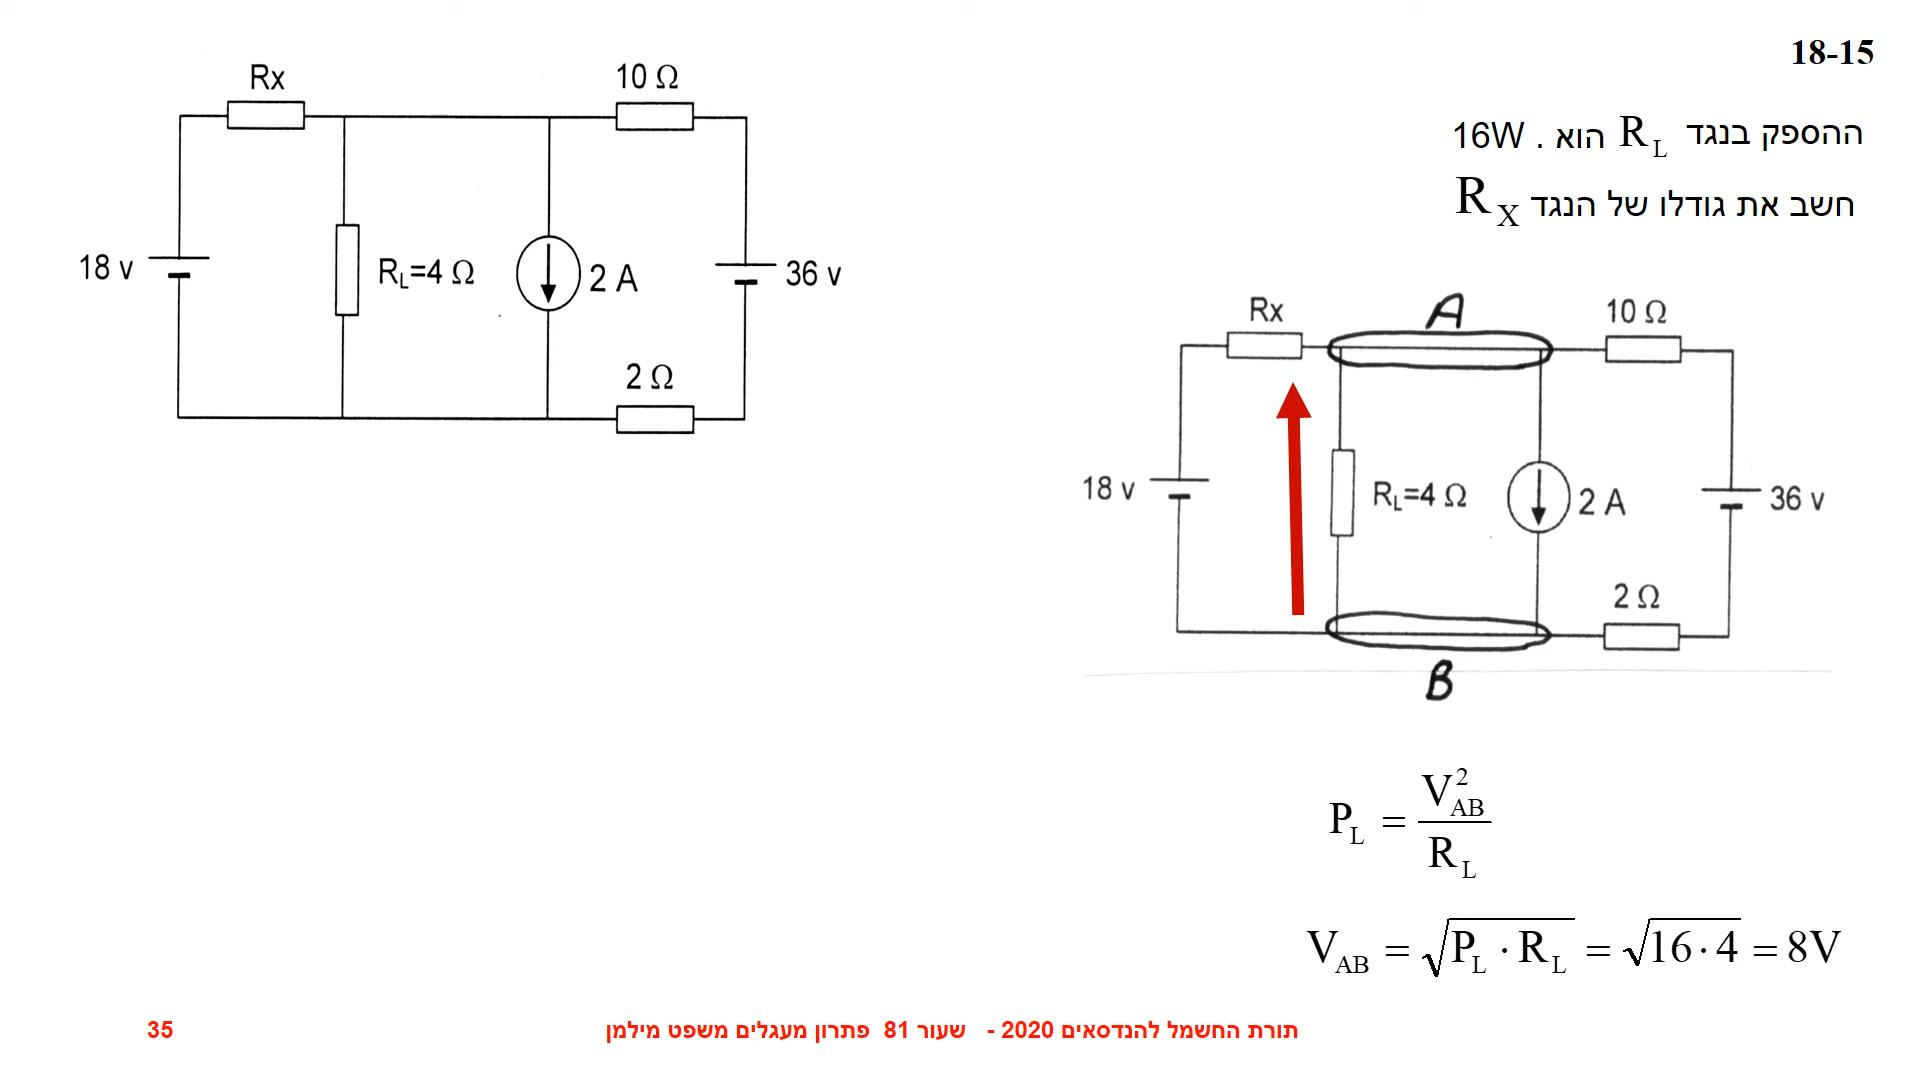 18-15
ההספק בנגד R_L הוא . 16W
חשב את גודלו של הנגד R_X
Rx
10 Ω
18 v
R_L=4 Ω
2 A
36 v
2 Ω
A
Rx
10 Ω
18 v
R_L=4 Ω
2 A
36 v
2 Ω
B
P_L = V_AB^2 / R_L
V_AB = √(P_L · R_L) = √(16 · 4) = 8V
תורת החשמל להנדסאים 2020 - שעור 81 פתרון מעגלים משפט מילמן
35